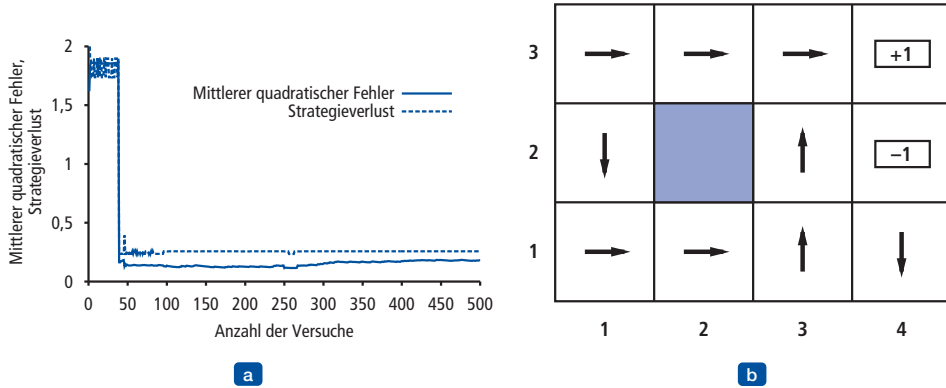 Mittlerer quadratischer Fehler,
Strategieverlust
2
1,5
1
0,5
0
Mittlerer quadratischer Fehler
Strategieverlust
0 50 100 150 200 250 300 350 400 450 500
Anzahl der Versuche
a
3 +1
2 −1
1
1 2 3 4
b